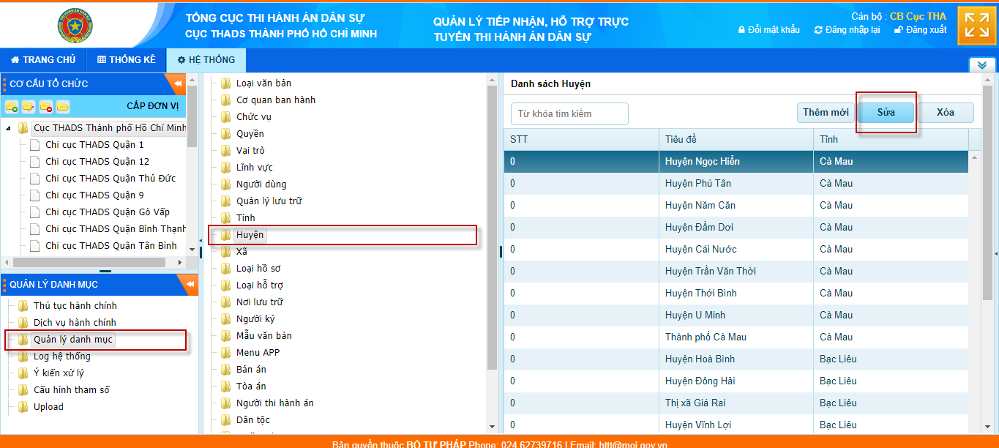 TỔNG CỤC THI HÀNH ÁN DÂN SỰ
CỤC THADS THÀNH PHỐ HỒ CHÍ MINH
QUẢN LÝ TIẾP NHẬN, HỖ TRỢ TRỰC
TUYẾN THI HÀNH ÁN DÂN SỰ
Cán bộ : CB Cục THA
Đổi mật khẩu Đăng nhập lại Đăng xuất
TRANG CHỦ THỐNG KÊ HỆ THỐNG
CƠ CẤU TỔ CHỨC
CẤP ĐƠN VỊ
Cục THADS Thành phố Hồ Chí Minh
Chi cục THADS Quận 1
Chi cục THADS Quận 12
Chi cục THADS Quận Thủ Đức
Chi cục THADS Quận 9
Chi cục THADS Quận Gò Vấp
Chi cục THADS Quận Bình Thạnh
Chi cục THADS Quận Tân Bình
QUẢN LÝ DANH MỤC
Thủ tục hành chính
Dịch vụ hành chính
Quản lý danh mục
Log hệ thống
Ý kiến xử lý
Cấu hình tham số
Upload
Loại văn bản
Cơ quan ban hành
Chức vụ
Quyền
Vai trò
Lĩnh vực
Người dùng
Quản lý lưu trữ
Tỉnh
Huyện
Xã
Loại hồ sơ
Loại hỗ trợ
Nơi lưu trữ
Người ký
Mẫu văn bản
Menu APP
Bản án
Tòa án
Người thi hành án
Dân tộc
Danh sách Huyện
Từ khóa tìm kiếm
Thêm mới Sửa Xóa
STT Tiêu đề Tỉnh
0 Huyện Ngọc Hiển Cà Mau
0 Huyện Phú Tân Cà Mau
0 Huyện Năm Căn Cà Mau
0 Huyện Đầm Dơi Cà Mau
0 Huyện Cái Nước Cà Mau
0 Huyện Trần Văn Thời Cà Mau
0 Huyện Thới Bình Cà Mau
0 Huyện U Minh Cà Mau
0 Thành phố Cà Mau Cà Mau
0 Huyện Hoà Bình Bạc Liêu
0 Huyện Đông Hải Bạc Liêu
0 Thị xã Giá Rai Bạc Liêu
0 Huyện Vĩnh Lợi Bạc Liêu
Bản quyền thuộc BỘ TƯ PHÁP Phone: 024.62739716 | Email: httt@moj.gov.vn